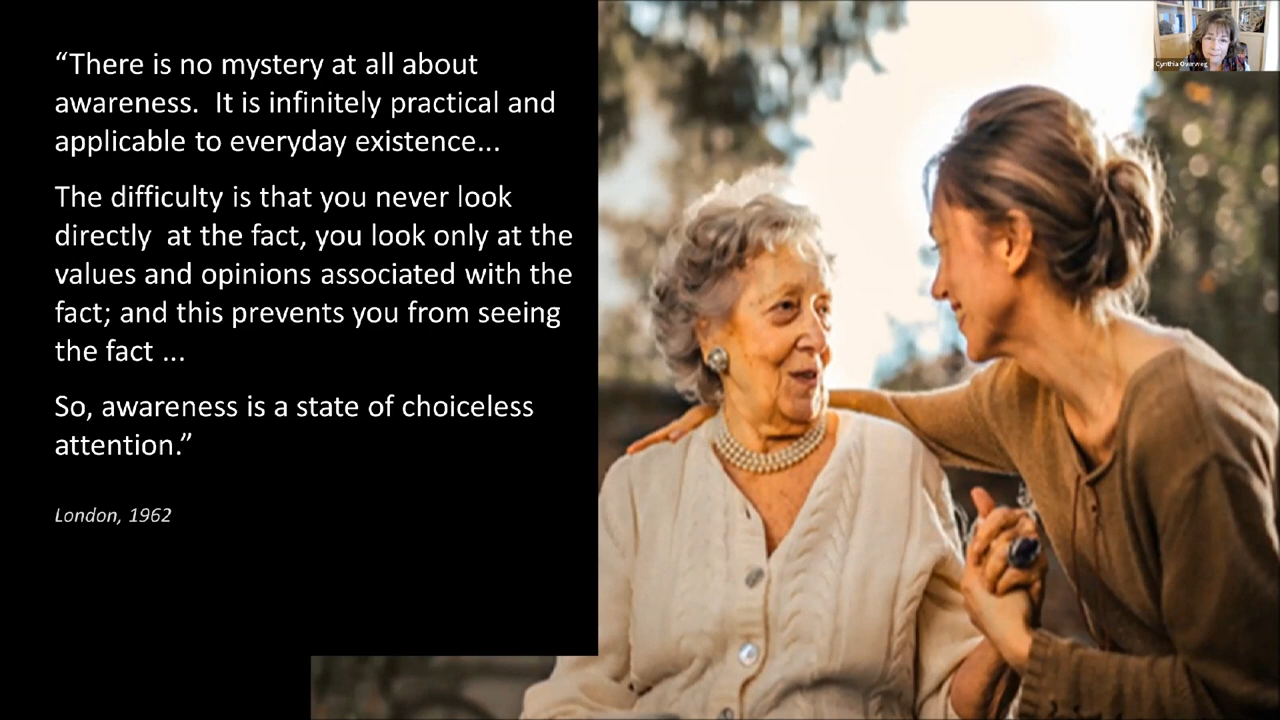 “There is no mystery at all about
awareness.  It is infinitely practical and
applicable to everyday existence...
The difficulty is that you never look
directly  at the fact, you look only at the
values and opinions associated with the
fact; and this prevents you from seeing
the fact ...
So, awareness is a state of choiceless
attention.”
London, 1962
Cynthia Overweg